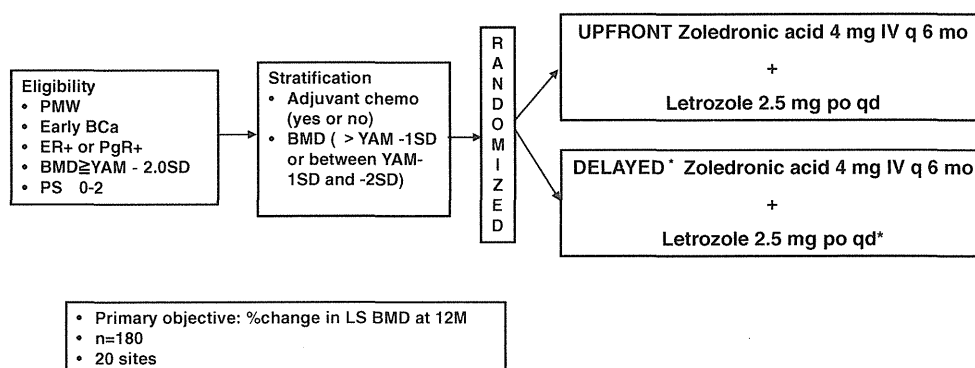 Eligibility
• PMW
• Early BCa
• ER+ or PgR+
• BMD≧YAM - 2.0SD
• PS 0-2
Stratification
• Adjuvant chemo
(yes or no)
• BMD ( > YAM -1SD
or between YAM-
1SD and -2SD)
R
A
N
D
O
M
I
Z
E
D
UPFRONT Zoledronic acid 4 mg IV q 6 mo
+
Letrozole 2.5 mg po qd
DELAYED* Zoledronic acid 4 mg IV q 6 mo
+
Letrozole 2.5 mg po qd*
• Primary objective: %change in LS BMD at 12M
• n=180
• 20 sites